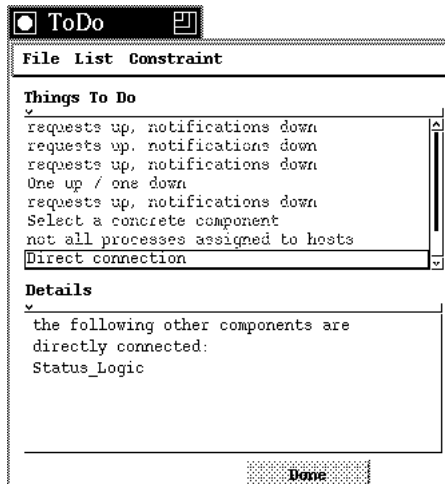 ToDo
File List Constraint
Things To Do
requests up, notifications down
requests up. notifications down
requests up, notifications down
One up / one down
requests up, notifications down
Select a concrete component
not all processes assigned to hosts
Direct connection
Details
the following other components are
directly connected:
Status_Logic
Done